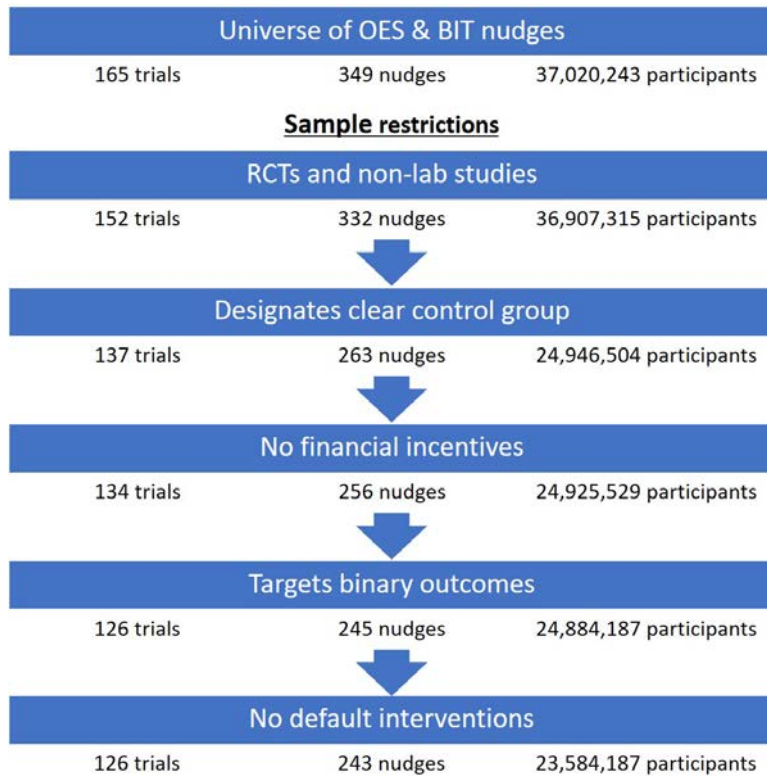 Universe of OES & BIT nudges
165 trials 349 nudges 37,020,243 participants
Sample restrictions
RCTs and non-lab studies
152 trials 332 nudges 36,907,315 participants
Designates clear control group
137 trials 263 nudges 24,946,504 participants
No financial incentives
134 trials 256 nudges 24,925,529 participants
Targets binary outcomes
126 trials 245 nudges 24,884,187 participants
No default interventions
126 trials 243 nudges 23,584,187 participants